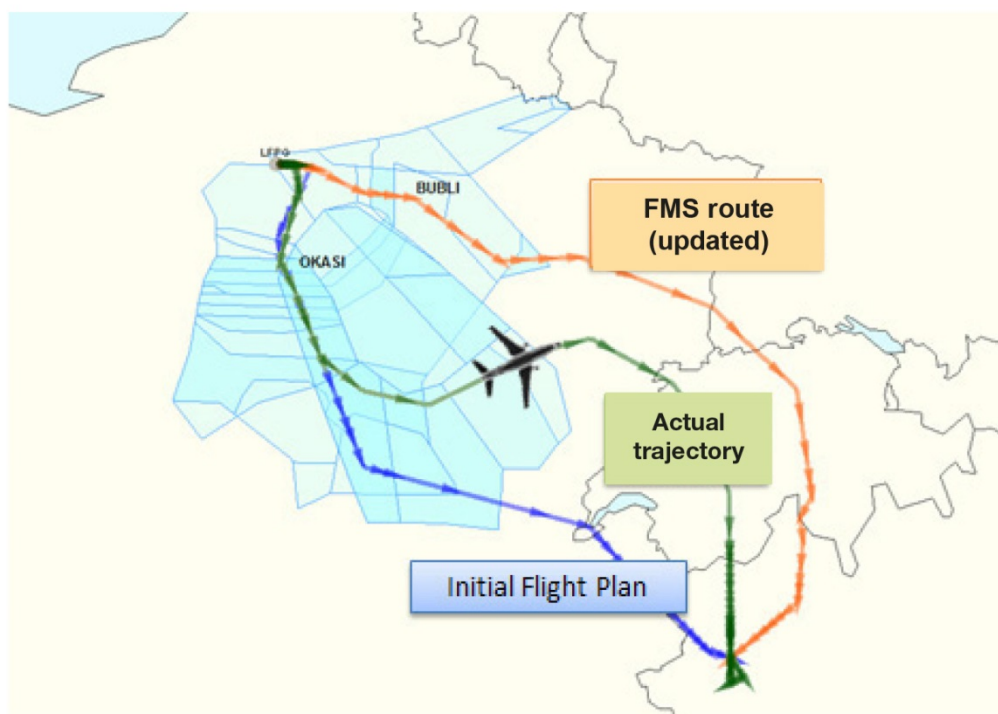 LFPG
BUBLI
FMS route
(updated)
OKASI
Actual
trajectory
Initial Flight Plan